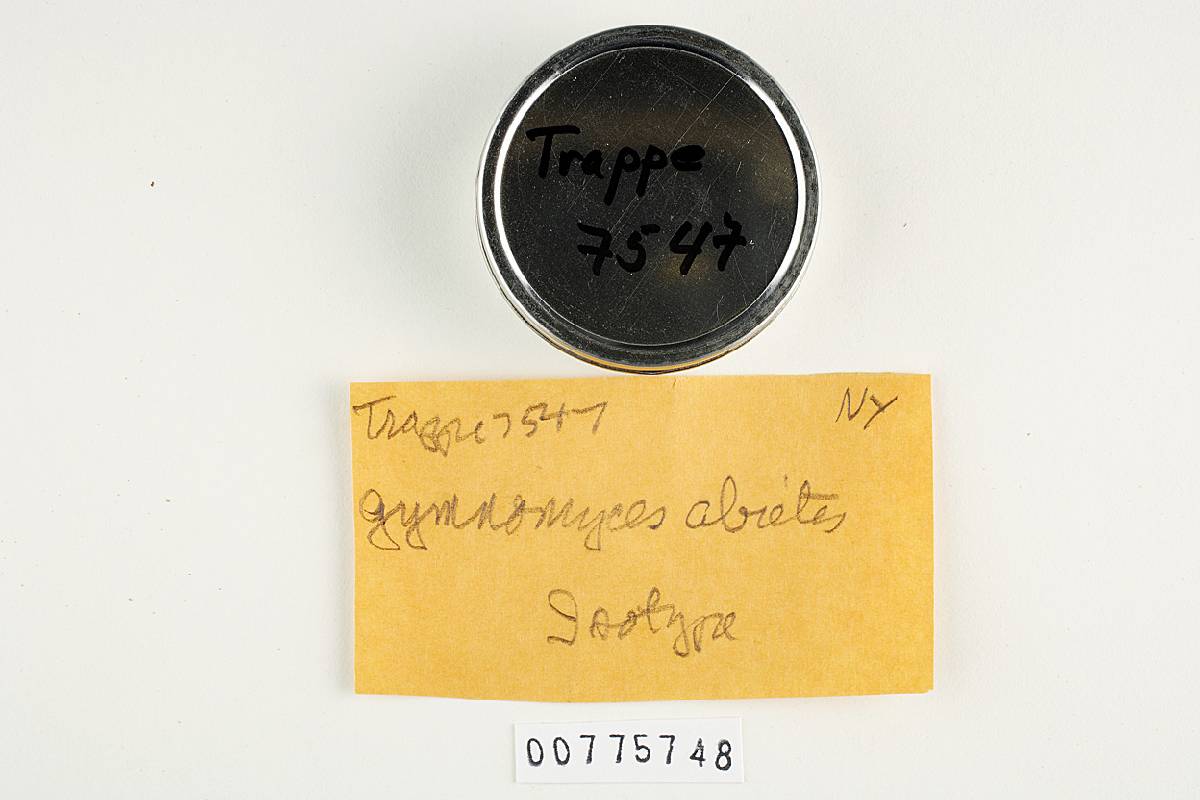 Trappe
7547
Trappe 7547 NY
gymnomyces abietis
Isotype
00775748